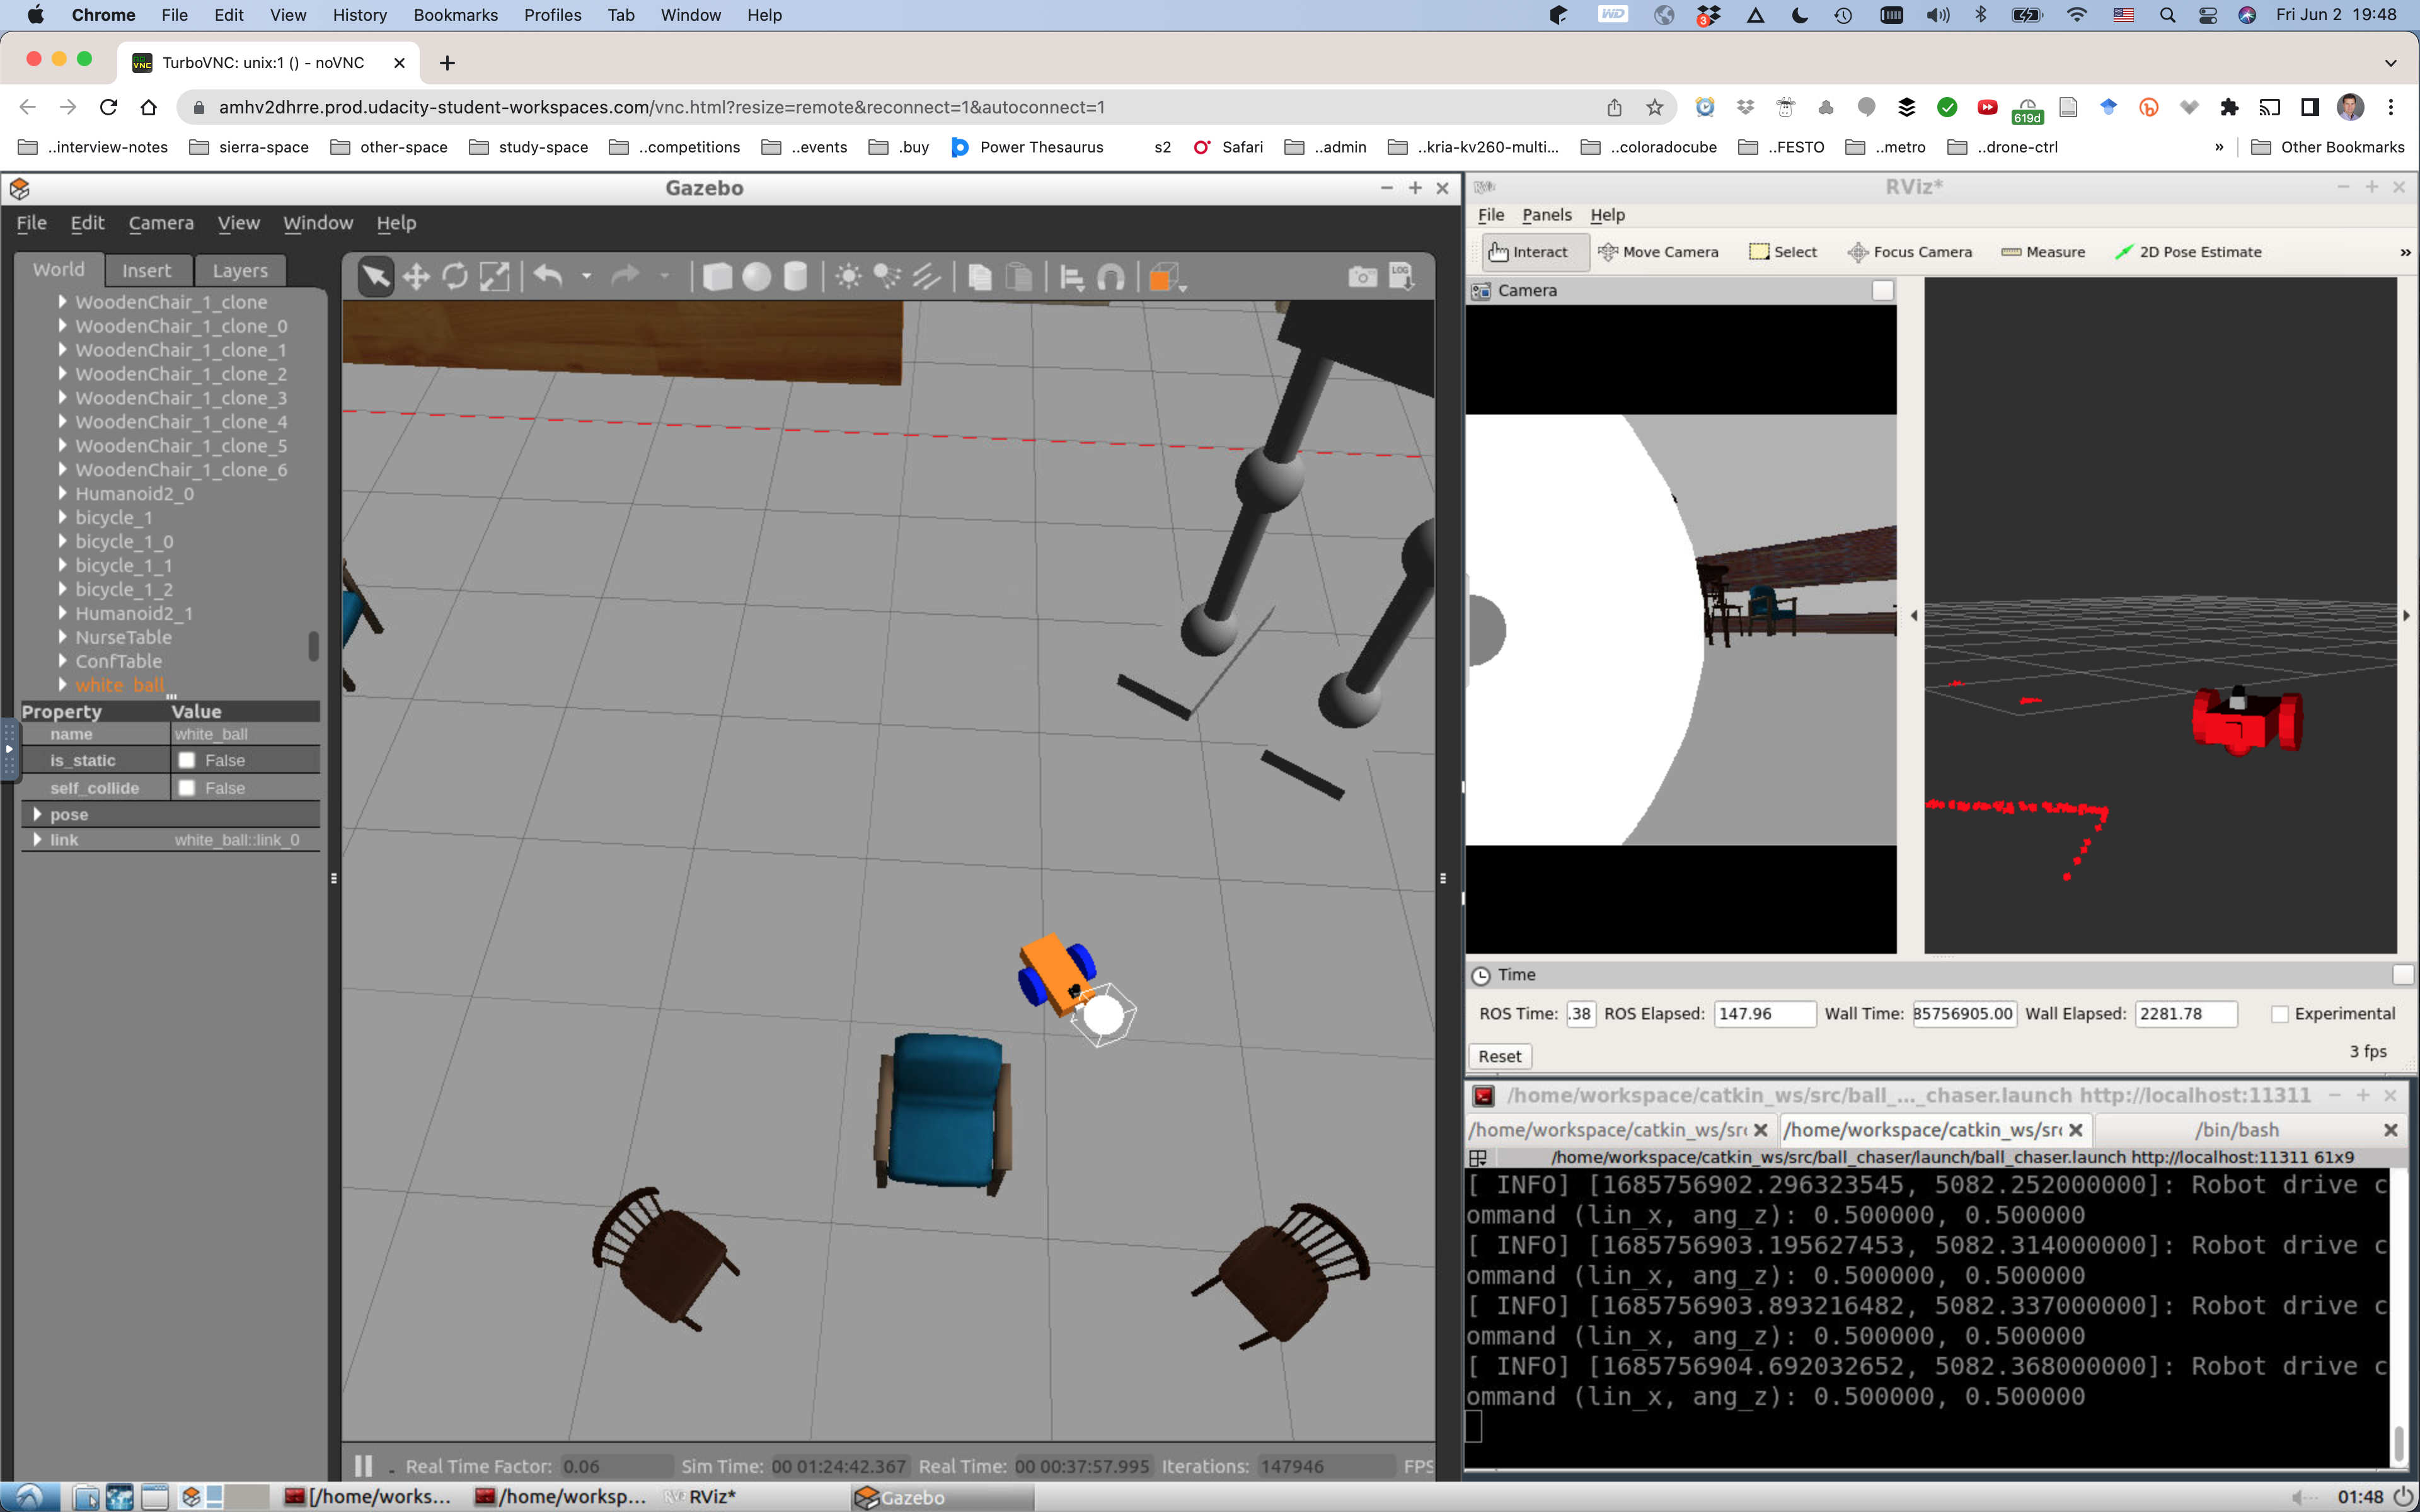 Chrome File Edit View History Bookmarks Profiles Tab Window Help
3
Fri Jun 2 19:48
TurboVNC: unix:1 () - noVNC
amhv2dhrre.prod.udacity-student-workspaces.com/vnc.html?resize=remote&reconnect=1&autoconnect=1
619d
..interview-notes sierra-space other-space study-space ..competitions ..events .buy Power Thesaurus s2 Safari ..admin ..kria-kv260-multi... ..coloradocube ..FESTO ..metro ..drone-ctrl » Other Bookmarks
Gazebo
File Edit Camera View Window Help
World Insert Layers
LOG
WoodenChair_1_clone
WoodenChair_1_clone_0
WoodenChair_1_clone_1
WoodenChair_1_clone_2
WoodenChair_1_clone_3
WoodenChair_1_clone_4
WoodenChair_1_clone_5
WoodenChair_1_clone_6
Humanoid2_0
bicycle_1
bicycle_1_0
bicycle_1_1
bicycle_1_2
Humanoid2_1
NurseTable
ConfTable
white_ball
Property Value
name white_ball
is_static False
self_collide False
pose
link white_ball::link_0
Real Time Factor: 0.06 Sim Time: 00 01:24:42.367 Real Time: 00 00:37:57.995 Iterations: 147946 FPS
RViz*
File Panels Help
Interact Move Camera Select Focus Camera Measure 2D Pose Estimate »
Camera
Time
ROS Time: .38 ROS Elapsed: 147.96 Wall Time: 85756905.00 Wall Elapsed: 2281.78 Experimental
Reset 3 fps
/home/workspace/catkin_ws/src/ball_..._chaser.launch http://localhost:11311
/home/workspace/catkin_ws/src /home/workspace/catkin_ws/src /bin/bash
/home/workspace/catkin_ws/src/ball_chaser/launch/ball_chaser.launch http://localhost:11311 61x9
[ INFO] [1685756902.296323545, 5082.252000000]: Robot drive c
ommand (lin_x, ang_z): 0.500000, 0.500000
[ INFO] [1685756903.195627453, 5082.314000000]: Robot drive c
ommand (lin_x, ang_z): 0.500000, 0.500000
[ INFO] [1685756903.893216482, 5082.337000000]: Robot drive c
ommand (lin_x, ang_z): 0.500000, 0.500000
[ INFO] [1685756904.692032652, 5082.368000000]: Robot drive c
ommand (lin_x, ang_z): 0.500000, 0.500000
[/home/works... /home/worksp... RViz* Gazebo 01:48